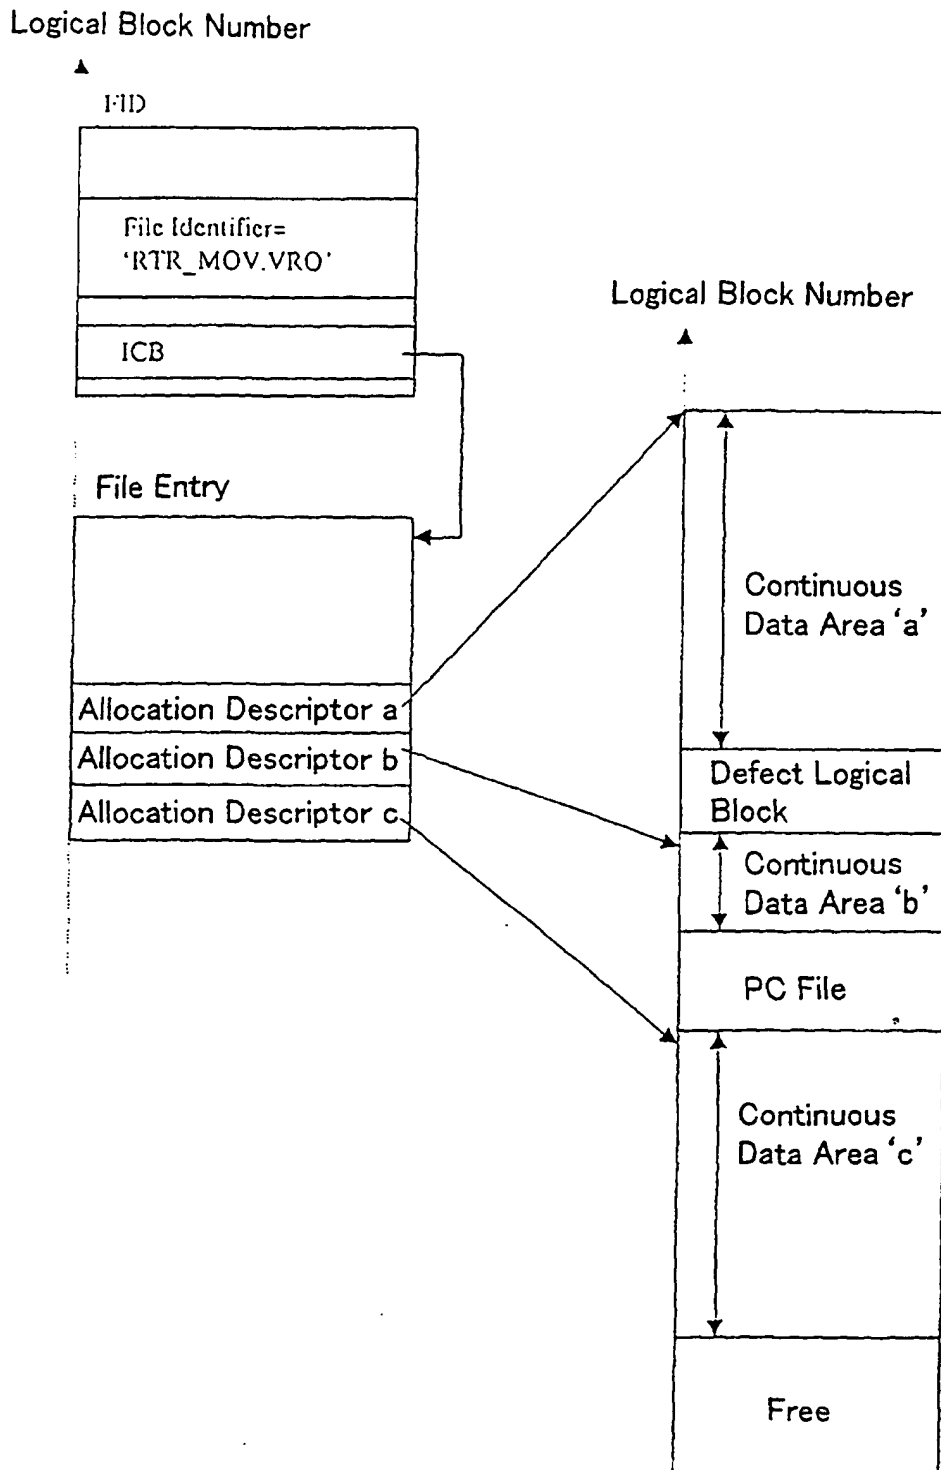 Logical Block Number
FID
File Identifier=
‘RTR_MOV.VRO’
ICB
File Entry
Allocation Descriptor a
Allocation Descriptor b
Allocation Descriptor c
Logical Block Number
Continuous
Data Area ‘a’
Defect Logical
Block
Continuous
Data Area ‘b’
PC File
Continuous
Data Area ‘c’
Free